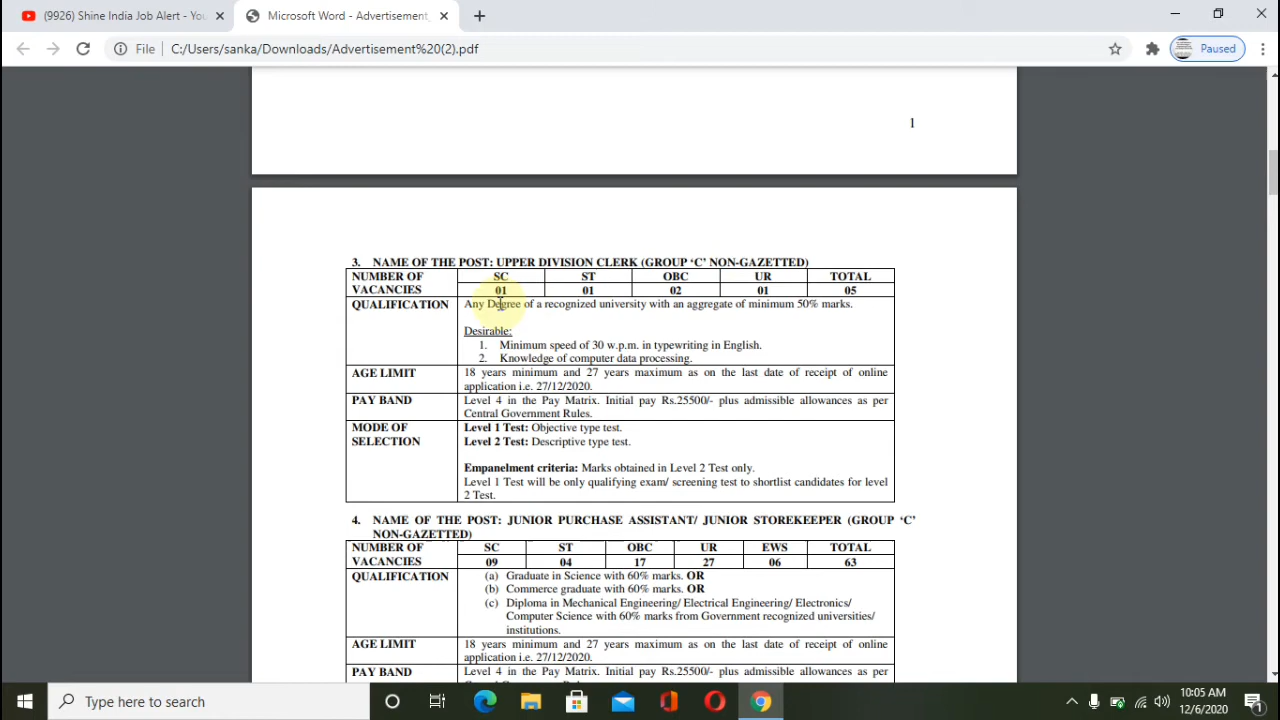 (9926) Shine India Job Alert - You
Microsoft Word - Advertisement_
File
C:/Users/sanka/Downloads/Advertisement%20(2).pdf
Paused
1
3. NAME OF THE POST: UPPER DIVISION CLERK (GROUP ‘C’ NON-GAZETTED)
NUMBER OF VACANCIES
SC ST OBC UR TOTAL
01 01 02 01 05
QUALIFICATION
Any Degree of a recognized university with an aggregate of minimum 50% marks.
Desirable:
1. Minimum speed of 30 w.p.m. in typewriting in English.
2. Knowledge of computer data processing.
AGE LIMIT
18 years minimum and 27 years maximum as on the last date of receipt of online
application i.e. 27/12/2020.
PAY BAND
Level 4 in the Pay Matrix. Initial pay Rs.25500/- plus admissible allowances as per
Central Government Rules.
MODE OF
SELECTION
Level 1 Test: Objective type test.
Level 2 Test: Descriptive type test.
Empanelment criteria: Marks obtained in Level 2 Test only.
Level 1 Test will be only qualifying exam/ screening test to shortlist candidates for level
2 Test.
4. NAME OF THE POST: JUNIOR PURCHASE ASSISTANT/ JUNIOR STOREKEEPER (GROUP ‘C’
NON-GAZETTED)
NUMBER OF VACANCIES
SC ST OBC UR EWS TOTAL
09 04 17 27 06 63
QUALIFICATION
(a) Graduate in Science with 60% marks. OR
(b) Commerce graduate with 60% marks. OR
(c) Diploma in Mechanical Engineering/ Electrical Engineering/ Electronics/
Computer Science with 60% marks from Government recognized universities/
institutions.
AGE LIMIT
18 years minimum and 27 years maximum as on the last date of receipt of online
application i.e. 27/12/2020.
PAY BAND
Level 4 in the Pay Matrix. Initial pay Rs.25500/- plus admissible allowances as per
Type here to search
10:05 AM
12/6/2020
1